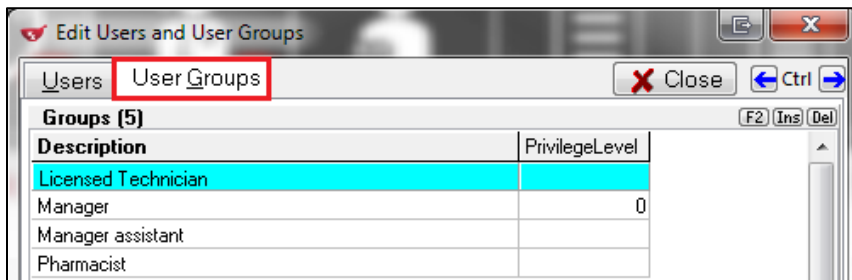 Edit Users and User Groups
Users User Groups Close Ctrl
Groups (5) F2 Ins Del
Description PrivilegeLevel
Licensed Technician
Manager 0
Manager assistant
Pharmacist